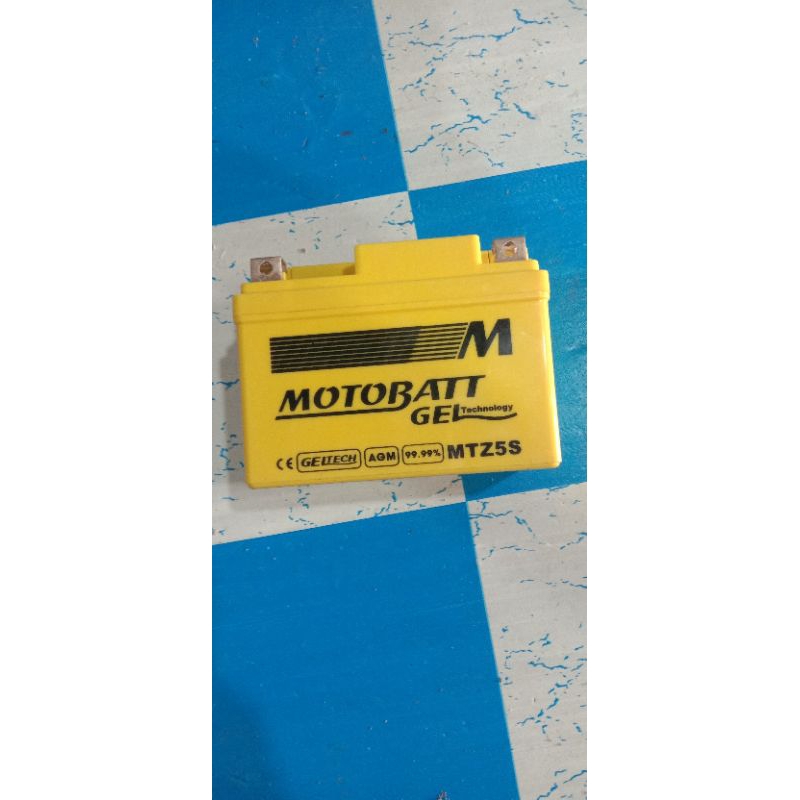 M
MOTOBATT
GEL Technology
CE GELTECH AGM 99.99% MTZ5S